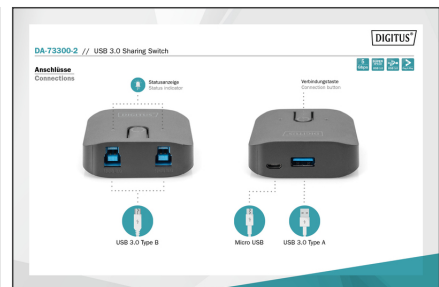 DIGITUS®
DA-73300-2 // USB 3.0 Sharing Switch
Anschlüsse
Connections
Statusanzeige
Status indicator
Verbindungstaste
Connection button
USB 3.0 Type B
Micro USB
USB 3.0 Type A